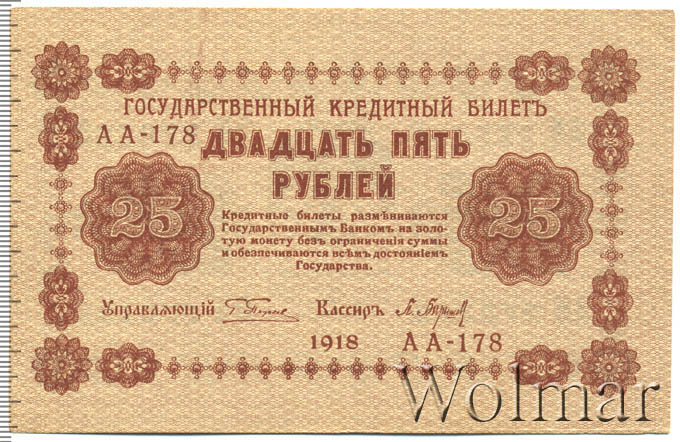 ГОСУДАРСТВЕННЫЙ КРЕДИТНЫЙ БИЛЕТЪ
АА-178 ДВАДЦАТЬ ПЯТЬ
РУБЛЕЙ
25 25
Кредитные билеты размѣниваются
Государственнымъ Банкомъ на золо-
тую монету безъ ограниченія суммы
и обезпечиваются всѣмъ достояніемъ
Государства.
Управляющій Кассиръ
1918 АА-178
Wolmar